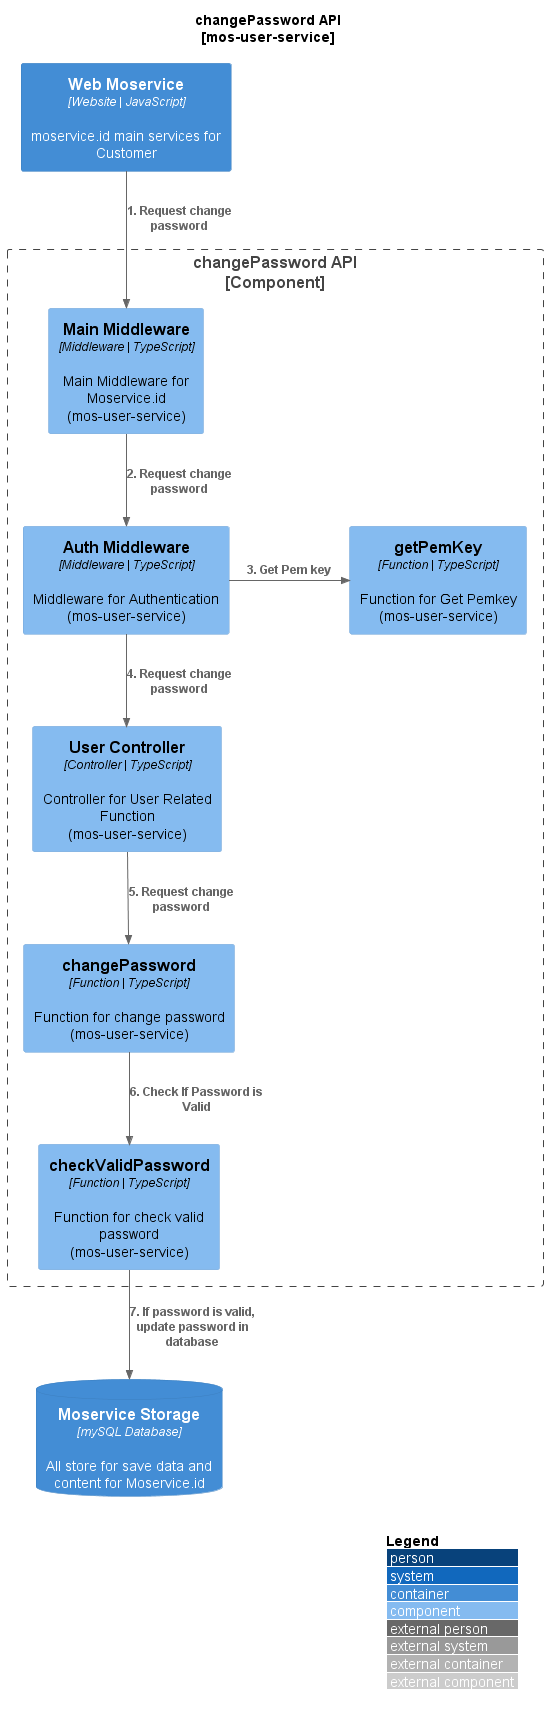 changePassword API
[mos-user-service]
Web Moservice
[Website | JavaScript]
moservice.id main services for
Customer
1. Request change
password
changePassword API
[Component]
Main Middleware
[Middleware | TypeScript]
Main Middleware for
Moservice.id
(mos-user-service)
2. Request change
password
Auth Middleware
[Middleware | TypeScript]
Middleware for Authentication
(mos-user-service)
3. Get Pem key
getPemKey
[Function | TypeScript]
Function for Get Pemkey
(mos-user-service)
4. Request change
password
User Controller
[Controller | TypeScript]
Controller for User Related
Function
(mos-user-service)
5. Request change
password
changePassword
[Function | TypeScript]
Function for change password
(mos-user-service)
6. Check If Password is
Valid
checkValidPassword
[Function | TypeScript]
Function for check valid
password
(mos-user-service)
7. If password is valid,
update password in
database
Moservice Storage
[mySQL Database]
All store for save data and
content for Moservice.id
Legend
person
system
container
component
external person
external system
external container
external component